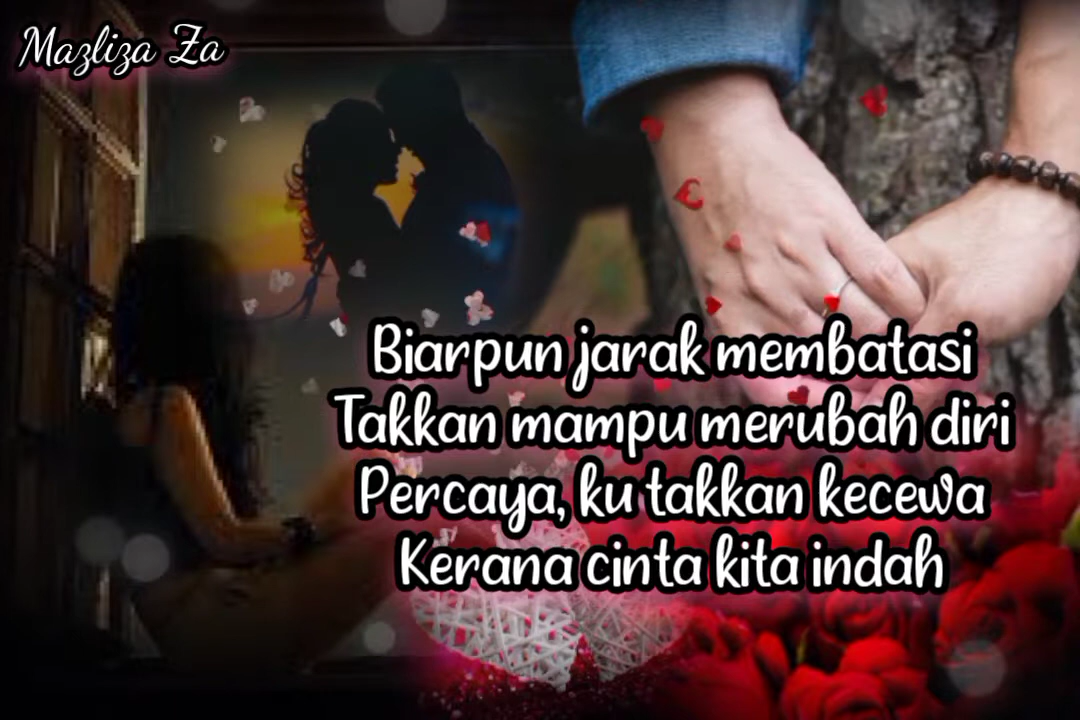 Mazliza Za
Biarpun jarak membatasi
Takkan mampu merubah diri
Percaya, ku takkan kecewa
Kerana cinta kita indah